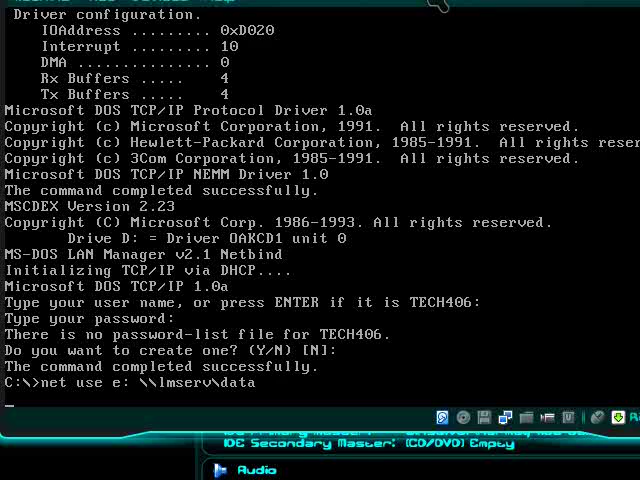 Driver configuration.
IOAddress ......... 0xD020
Interrupt ......... 10
DMA ............... 0
Rx Buffers ..... 4
Tx Buffers ..... 4
Microsoft DOS TCP/IP Protocol Driver 1.0a
Copyright (c) Microsoft Corporation, 1991.  All rights reserved.
Copyright (c) Hewlett-Packard Corporation, 1985-1991.  All rights reser
Copyright (c) 3Com Corporation, 1985-1991.  All rights reserved.
Microsoft DOS TCP/IP NEMM Driver 1.0
The command completed successfully.
MSCDEX Version 2.23
Copyright (C) Microsoft Corp. 1986-1993. All rights reserved.
Drive D: = Driver OAKCD1 unit 0
MS-DOS LAN Manager v2.1 Netbind
Initializing TCP/IP via DHCP....
Microsoft DOS TCP/IP 1.0a
Type your user name, or press ENTER if it is TECH406:
Type your password:
There is no password-list file for TECH406.
Do you want to create one? (Y/N) [N]:
The command completed successfully.
C:\>net use e: \\lmserv\data
_
IDE Secondary Master: [CD/DVD] Empty
Audio